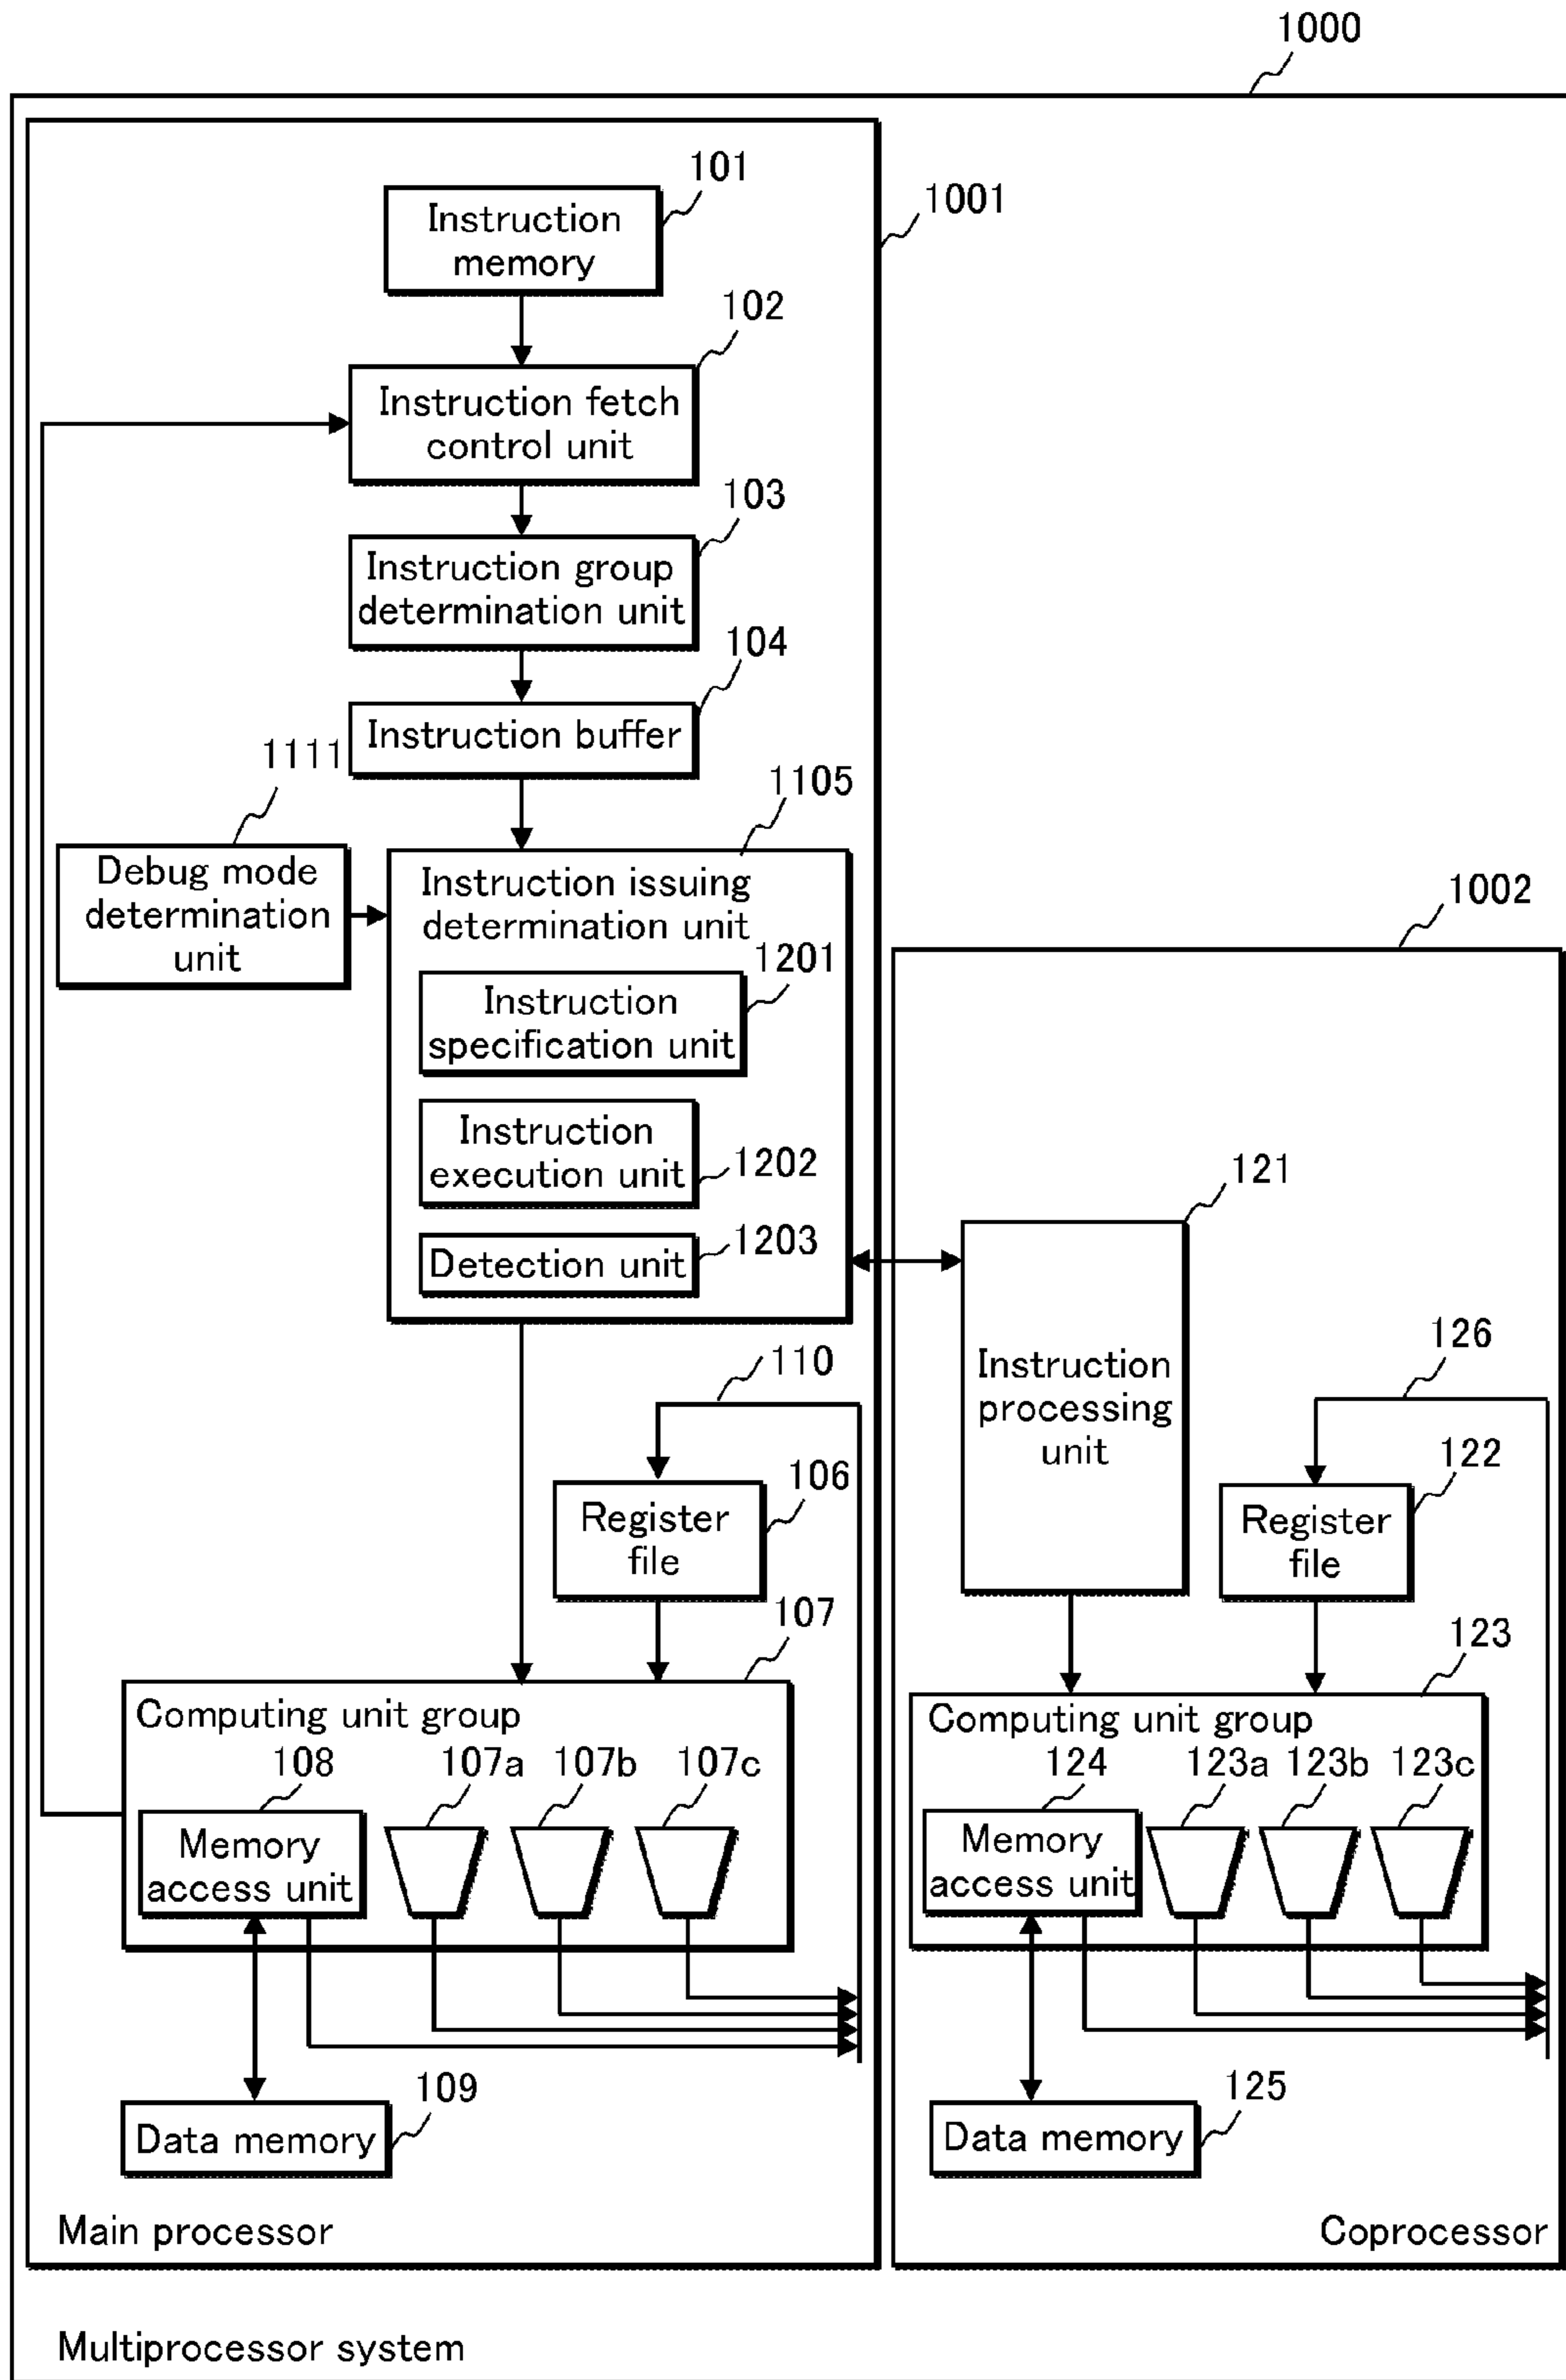 1000
101
1001
Instruction
memory
102
Instruction fetch
control unit
103
Instruction group
determination unit
104
Instruction buffer
1111
1105
Debug mode
determination
unit
Instruction issuing
determination unit
1002
1201
Instruction
specification unit
Instruction
execution unit
1202
121
1203
Detection unit
110
126
Instruction
processing
unit
106
122
Register
file
Register
file
107
123
Computing unit group
Computing unit group
108
107a
107b
107c
124
123a
123b
123c
Memory
access unit
Memory
access unit
109
125
Data memory
Data memory
Main processor
Coprocessor
Multiprocessor system